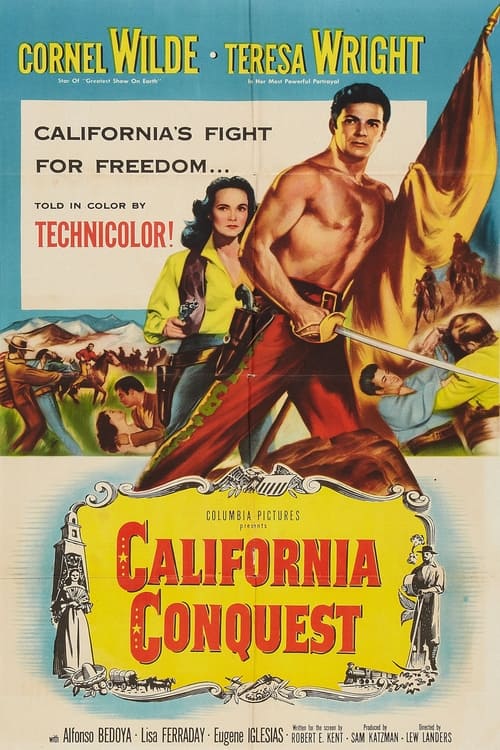 CORNEL WILDE · TERESA WRIGHT
Star Of "Greatest Show On Earth"
In Her Most Powerful Portrayal
CALIFORNIA'S FIGHT
FOR FREEDOM...
TOLD IN COLOR BY
TECHNICOLOR!
COLUMBIA PICTURES
presents
CALIFORNIA
CONQUEST
with Alfonso BEDOYA · Lisa FERRADAY · Eugene IGLESIAS
Written for the screen by
ROBERT E. KENT ·
Produced by
SAM KATZMAN ·
Directed by
LEW LANDERS